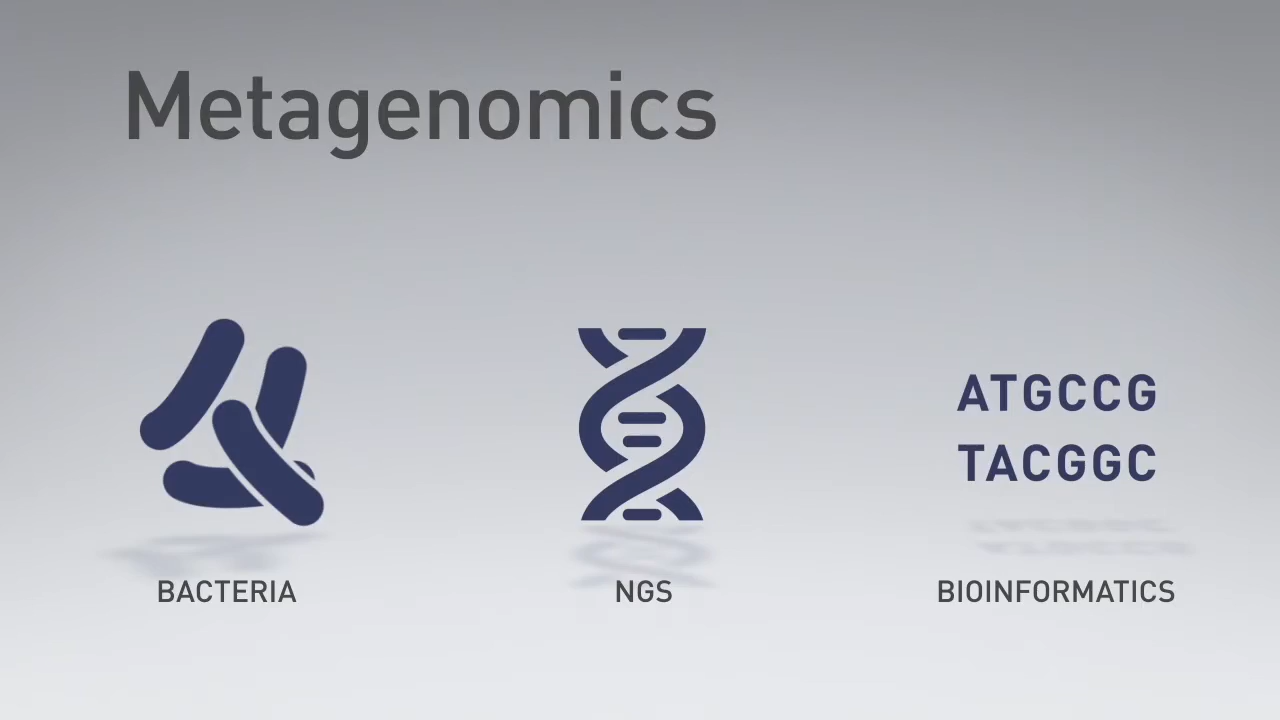 Metagenomics
ATGCCG
TACGGC
BACTERIA
NGS
BIOINFORMATICS